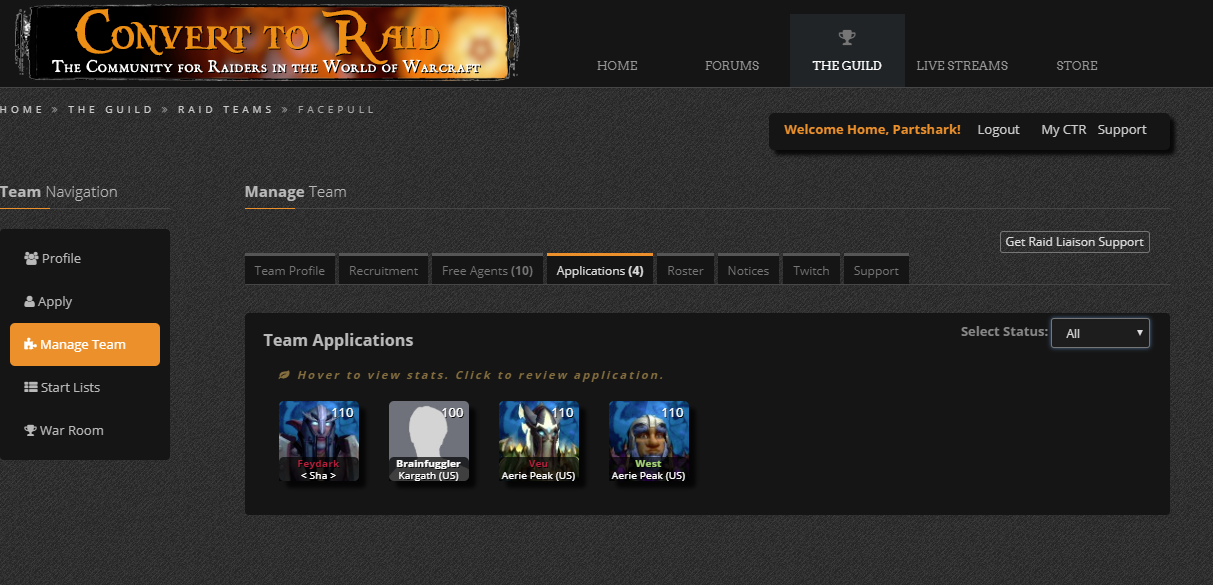 CONVERT TO RAID
THE COMMUNITY FOR RAIDERS IN THE WORLD OF WARCRAFT
HOME FORUMS THE GUILD LIVE STREAMS STORE
HOME » THE GUILD » RAID TEAMS » FACEPULL
Welcome Home, Partshark! Logout My CTR Support
Team Navigation
Profile
Apply
Manage Team
Start Lists
War Room
Manage Team
Get Raid Liaison Support
Team Profile Recruitment Free Agents (10) Applications (4) Roster Notices Twitch Support
Team Applications
Select Status: All
Hover to view stats. Click to review application.
110 100 110 110
Feydark Brainfuggler Veu West
< Sha > Kargath (US) Aerie Peak (US) Aerie Peak (US)